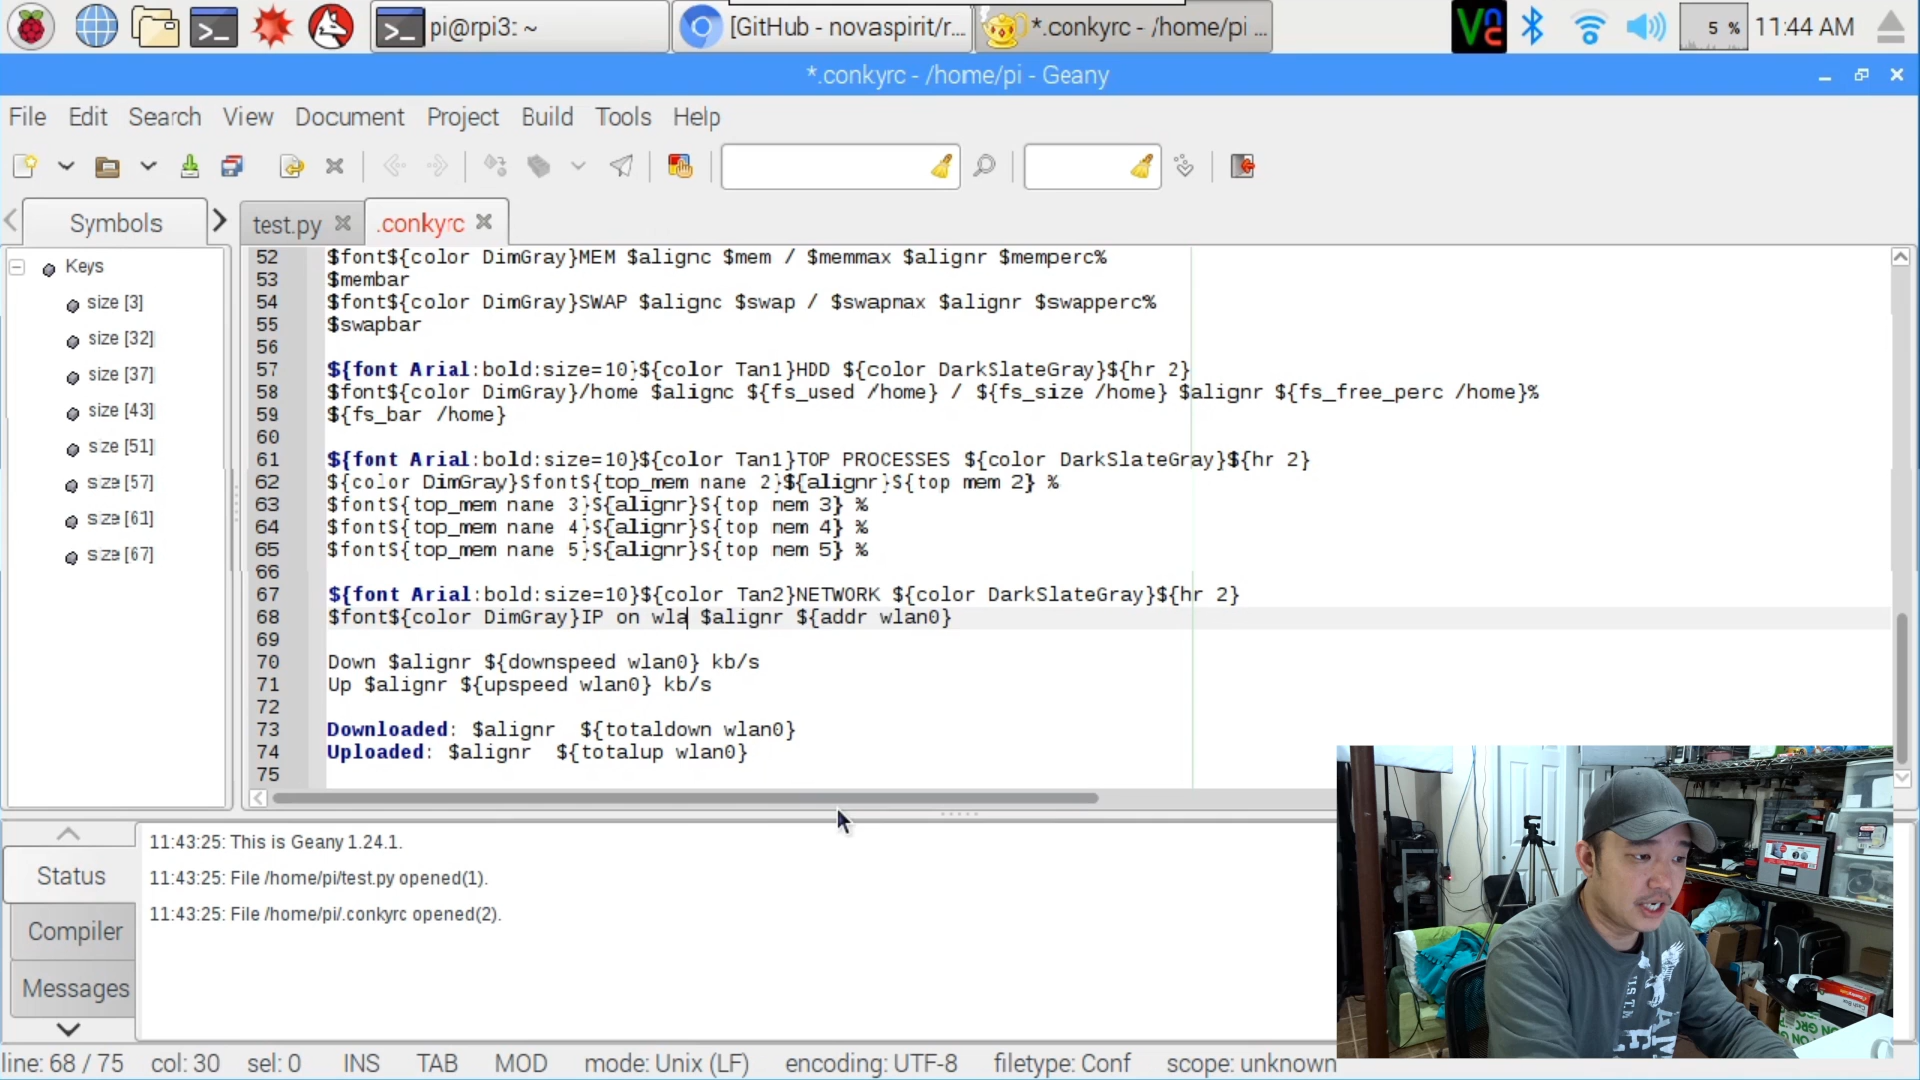 pi@rpi3: ~
[GitHub - novaspirit/r...
*.conkyrc - /home/pi ...
VNC
5 %
11:44 AM
*.conkyrc - /home/pi - Geany
File Edit Search View Document Project Build Tools Help
Symbols
test.py
.conkyrc
Keys
size [3]
size [32]
size [37]
size [43]
size [51]
size [57]
size [61]
size [67]
52 $font${color DimGray}MEM $alignc $mem / $memmax $alignr $memperc%
53 $membar
54 $font${color DimGray}SWAP $alignc $swap / $swapmax $alignr $swapperc%
55 $swapbar
56
57 ${font Arial:bold:size=10}${color Tan1}HDD ${color DarkSlateGray}${hr 2}
58 $font${color DimGray}/home $alignc ${fs_used /home} / ${fs_size /home} $alignr ${fs_free_perc /home}%
59 ${fs_bar /home}
60
61 ${font Arial:bold:size=10}${color Tan1}TOP PROCESSES ${color DarkSlateGray}${hr 2}
62 ${color DimGray}$font${top_mem name 2}${alignr}${top mem 2} %
63 $font${top_mem name 3}${alignr}${top mem 3} %
64 $font${top_mem name 4}${alignr}${top mem 4} %
65 $font${top_mem name 5}${alignr}${top mem 5} %
66
67 ${font Arial:bold:size=10}${color Tan2}NETWORK ${color DarkSlateGray}${hr 2}
68 $font${color DimGray}IP on wla $alignr ${addr wlan0}
69
70 Down $alignr ${downspeed wlan0} kb/s
71 Up $alignr ${upspeed wlan0} kb/s
72
73 Downloaded: $alignr  ${totaldown wlan0}
74 Uploaded: $alignr  ${totalup wlan0}
75
Status
Compiler
Messages
11:43:25: This is Geany 1.24.1.
11:43:25: File /home/pi/test.py opened(1).
11:43:25: File /home/pi/.conkyrc opened(2).
line: 68 / 75 col: 30 sel: 0 INS TAB MOD mode: Unix (LF) encoding: UTF-8 filetype: Conf scope: unknown